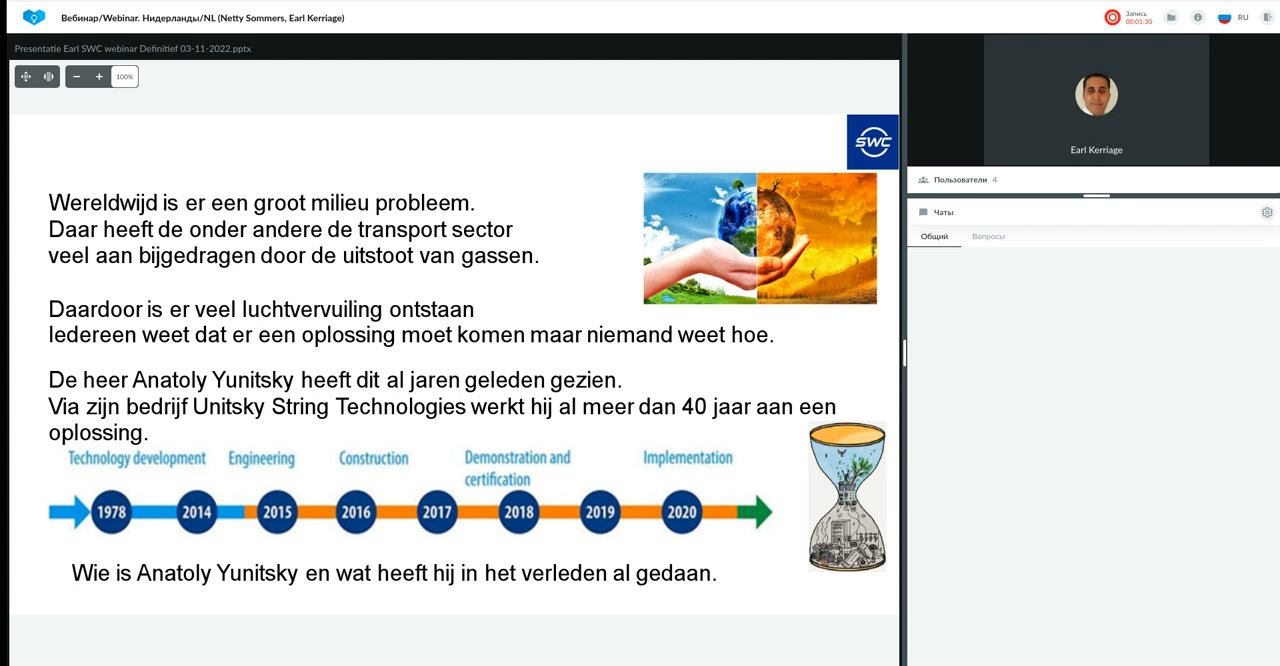 Вебинар/Webinar. Нидерланды/NL (Netty Sommers, Earl Kerriage)
Запись
00:01:30
RU
Presentatie Earl SWC webinar Definitief 03-11-2022.pptx
100%
SWC
Wereldwijd is er een groot milieu probleem.
Daar heeft de onder andere de transport sector
veel aan bijgedragen door de uitstoot van gassen.
Daardoor is er veel luchtvervuiling ontstaan
Iedereen weet dat er een oplossing moet komen maar niemand weet hoe.
De heer Anatoly Yunitsky heeft dit al jaren geleden gezien.
Via zijn bedrijf Unitsky String Technologies werkt hij al meer dan 40 jaar aan een
oplossing.
Technology development Engineering Construction Demonstration and Implementation
certification
1978 2014 2015 2016 2017 2018 2019 2020
Wie is Anatoly Yunitsky en wat heeft hij in het verleden al gedaan.
Earl Kerriage
Пользователи 4
Чаты
Общий Вопросы